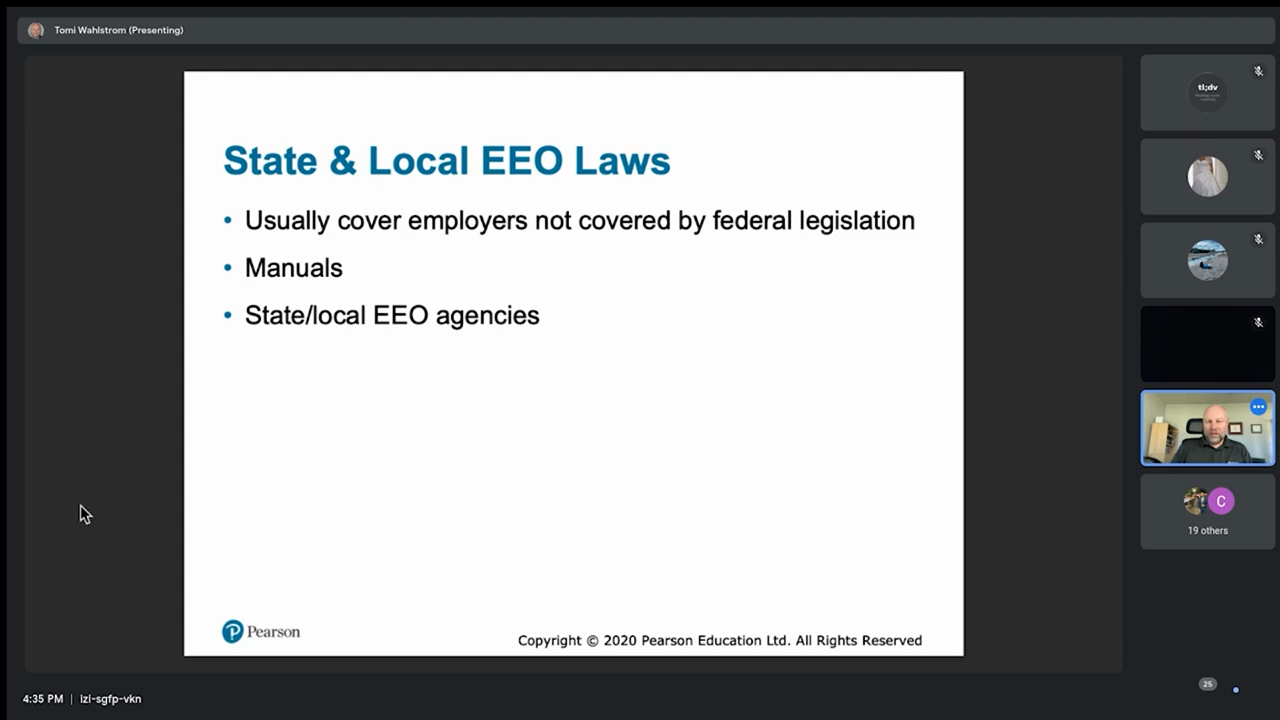 Tomi Wahlstrom (Presenting)
tl;dv
State & Local EEO Laws
• Usually cover employers not covered by federal legislation
• Manuals
• State/local EEO agencies
Pearson
Copyright © 2020 Pearson Education Ltd. All Rights Reserved
C
19 others
4:35 PM | izl-sgfp-vkn
25